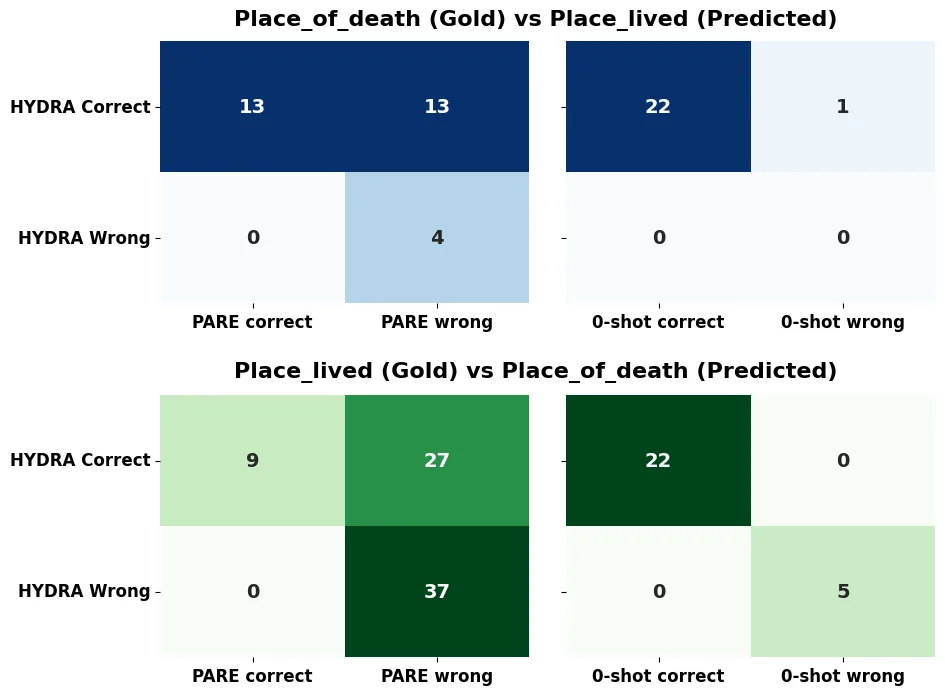 Place_of_death (Gold) vs Place_lived (Predicted)
HYDRA Correct 13 13 22 1
HYDRA Wrong 0 4 0 0
PARE correct PARE wrong 0-shot correct 0-shot wrong
Place_lived (Gold) vs Place_of_death (Predicted)
HYDRA Correct 9 27 22 0
HYDRA Wrong 0 37 0 5
PARE correct PARE wrong 0-shot correct 0-shot wrong